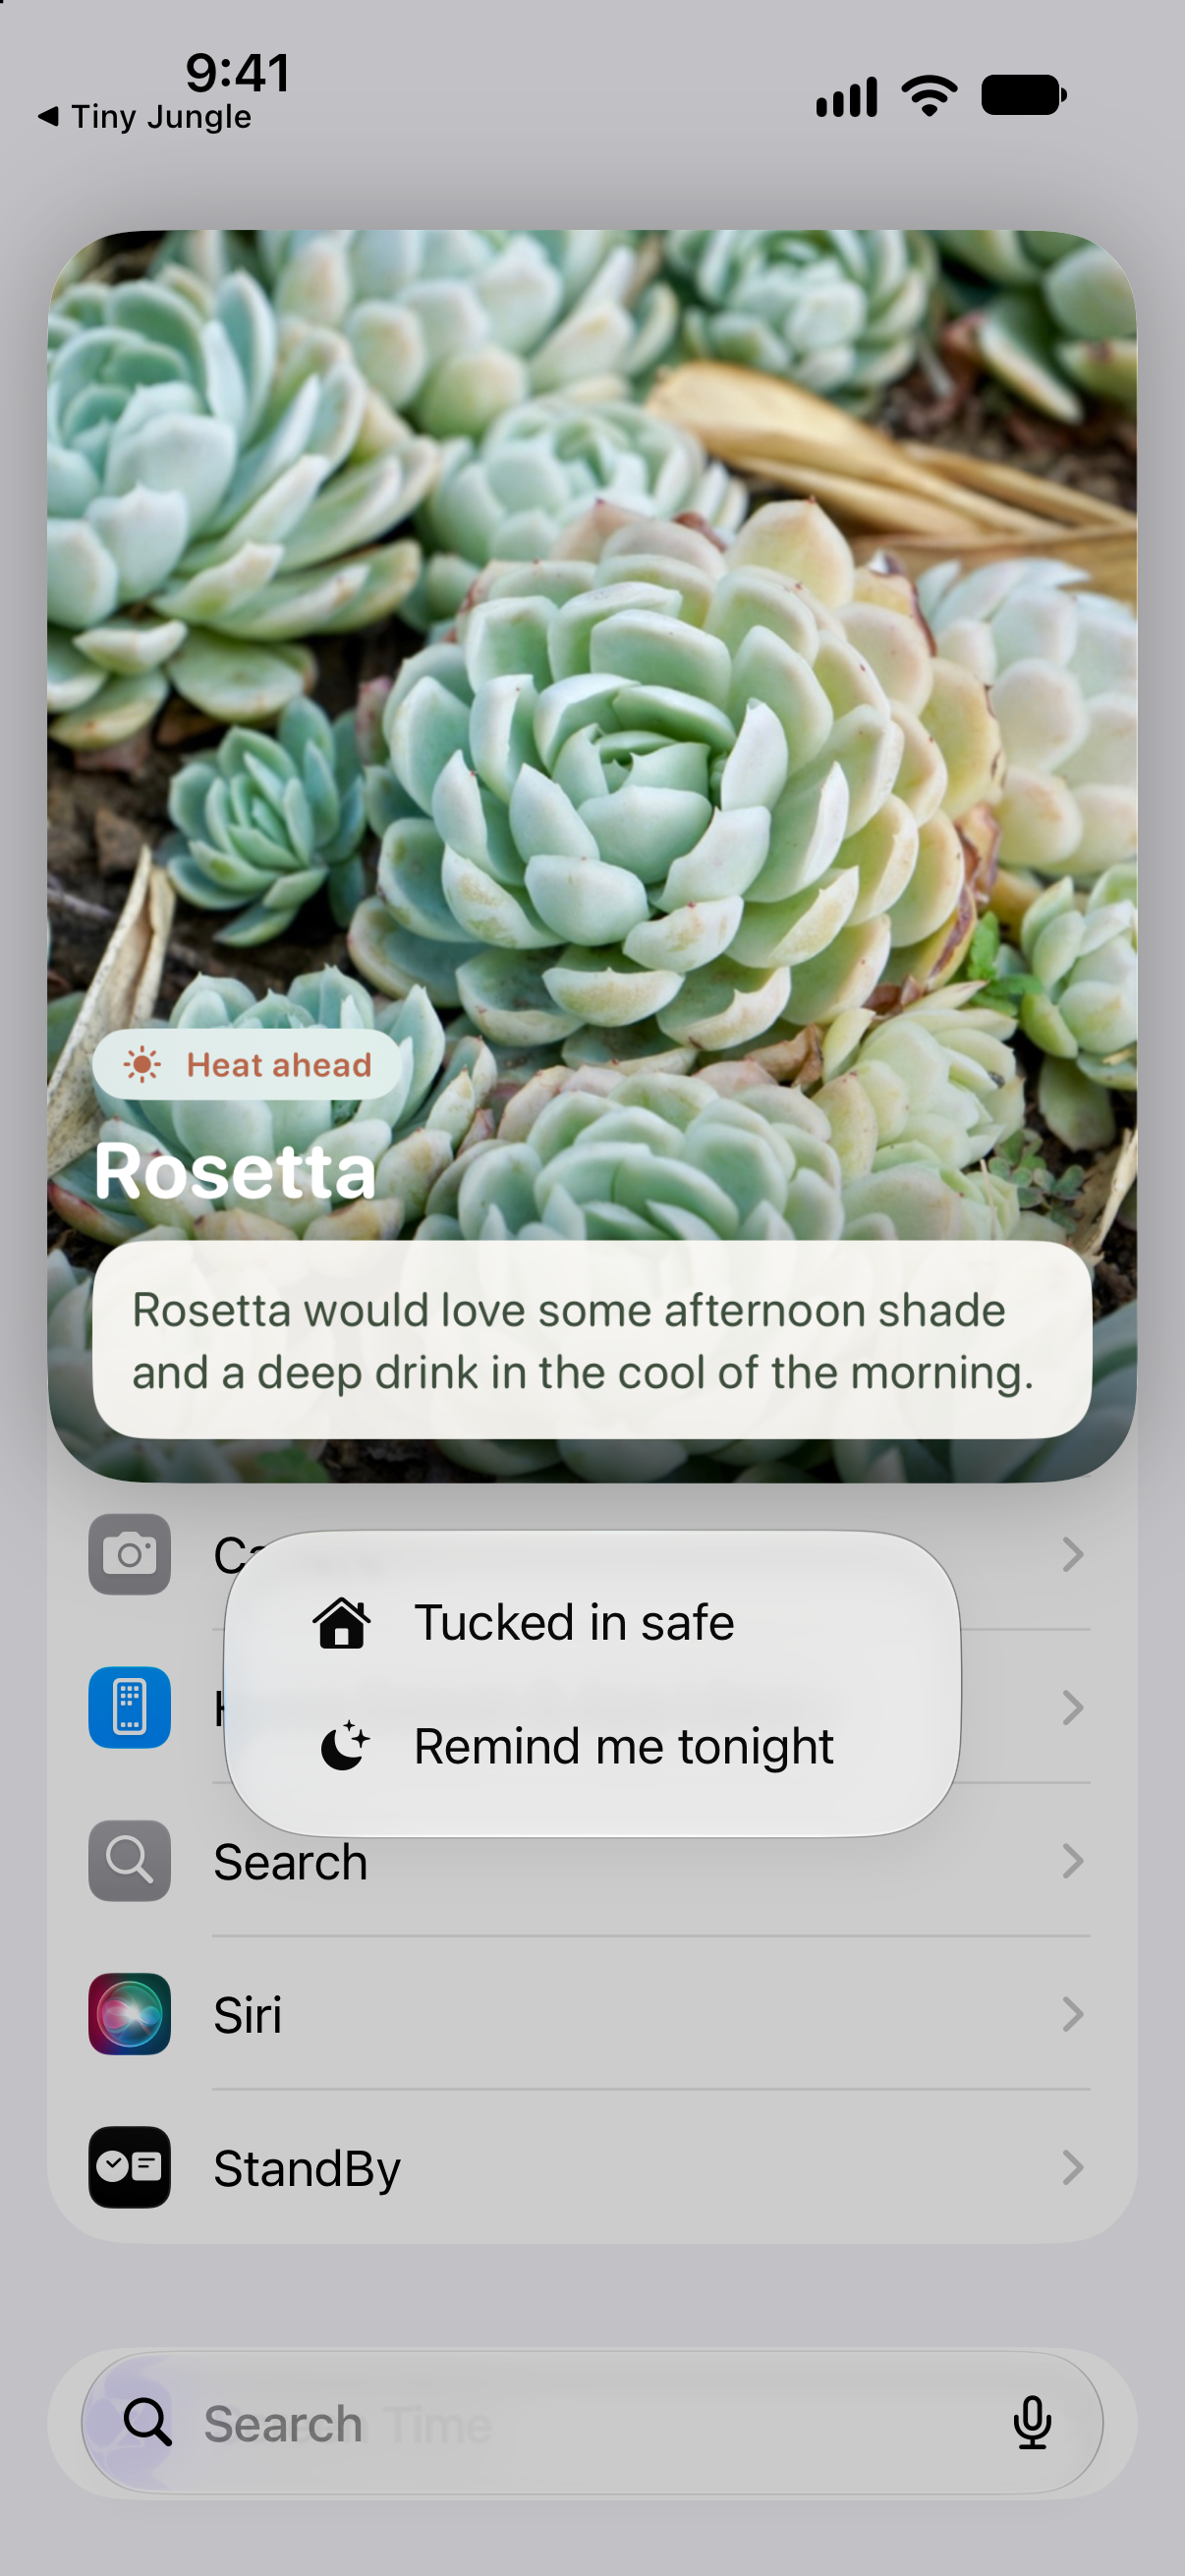 9:41
Tiny Jungle
Heat ahead
Rosetta
Rosetta would love some afternoon shade
and a deep drink in the cool of the morning.
Tucked in safe
Remind me tonight
Search
Siri
StandBy
Search
Time